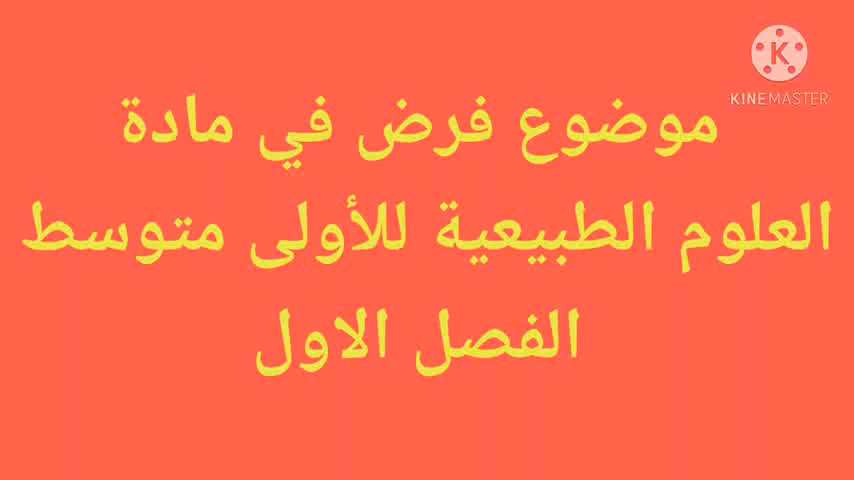 KINEMASTER
موضوع فرض في مادة
العلوم الطبيعية للأولى متوسط
الفصل الاول